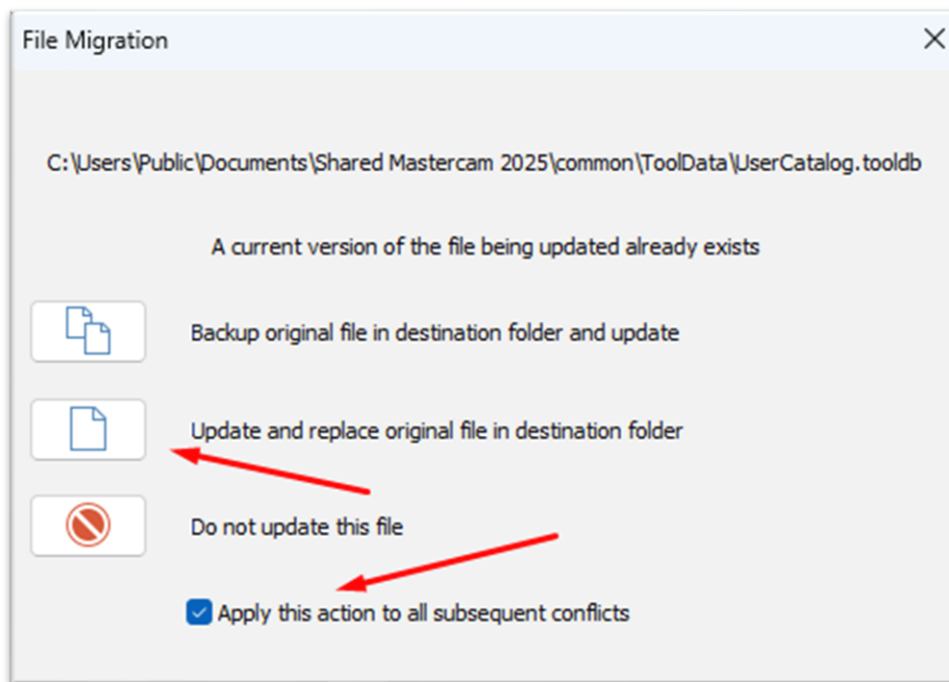 File Migration
C:\Users\Public\Documents\Shared Mastercam 2025\common\ToolData\UserCatalog.tooldb
A current version of the file being updated already exists
Backup original file in destination folder and update
Update and replace original file in destination folder
Do not update this file
Apply this action to all subsequent conflicts